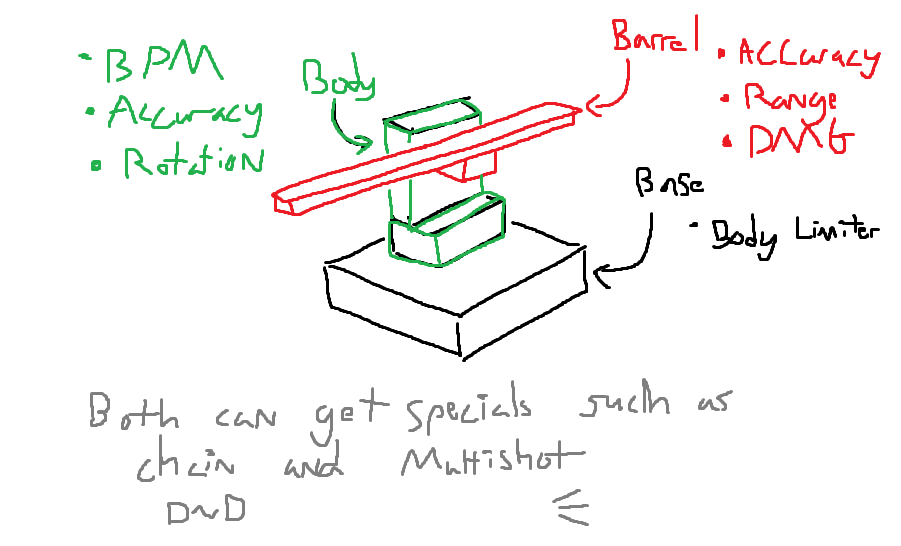 Body
• BPM
• Accuracy
• Rotation
Barrel
• Accuracy
• Range
• DMG
Base
• Body Limiter
Both can get specials such as
chain and Multishot